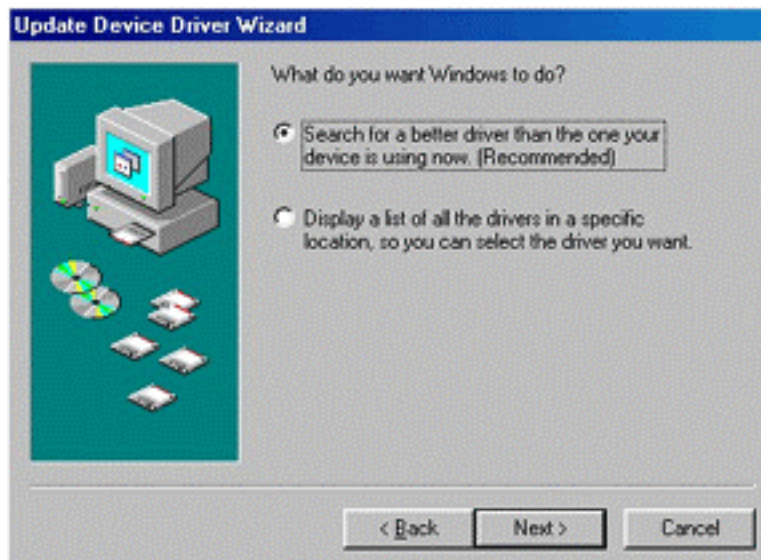 Update Device Driver Wizard
What do you want Windows to do?
Search for a better driver than the one your
device is using now. (Recommended)
Display a list of all the drivers in a specific
location, so you can select the driver you want.
< Back
Next >
Cancel